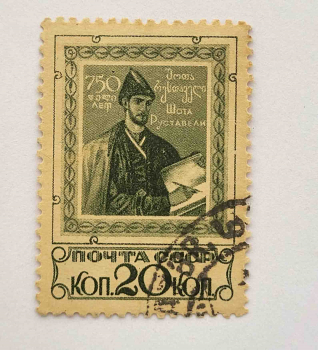 750 შოთა
წელი რუსთაველი
ЛЕТ ШОТА
РУСТАВЕЛИ
ПОЧТА СССР
КОП. 20 КОП.